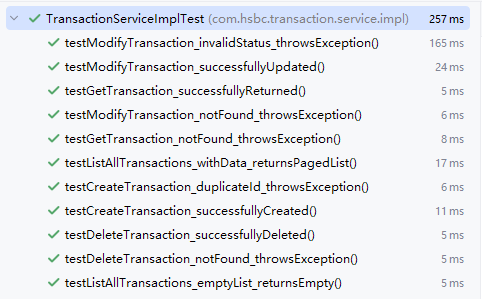 TransactionServiceImplTest (com.hsbc.transaction.service.impl) 257 ms
testModifyTransaction_invalidStatus_throwsException() 165 ms
testModifyTransaction_successfullyUpdated() 24 ms
testGetTransaction_successfullyReturned() 5 ms
testModifyTransaction_notFound_throwsException() 6 ms
testGetTransaction_notFound_throwsException() 8 ms
testListAllTransactions_withData_returnsPagedList() 17 ms
testCreateTransaction_duplicateId_throwsException() 6 ms
testCreateTransaction_successfullyCreated() 11 ms
testDeleteTransaction_successfullyDeleted() 5 ms
testDeleteTransaction_notFound_throwsException() 5 ms
testListAllTransactions_emptyList_returnsEmpty() 5 ms